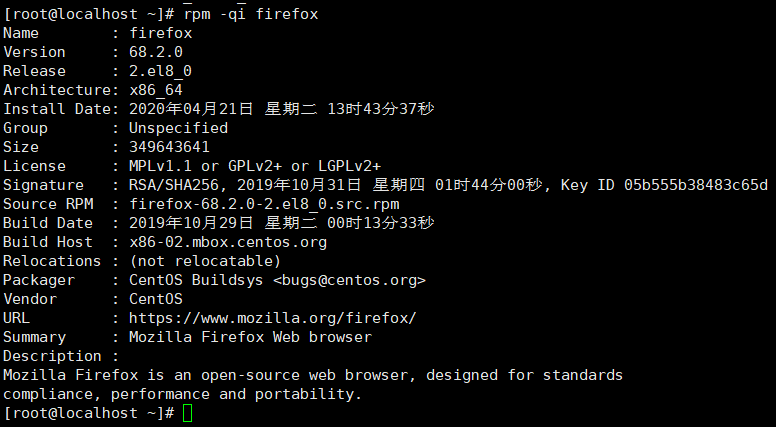 [root@localhost ~]# rpm -qi firefox
Name        : firefox
Version     : 68.2.0
Release     : 2.el8_0
Architecture: x86_64
Install Date: 2020年04月21日 星期二 13时43分37秒
Group       : Unspecified
Size        : 349643641
License     : MPLv1.1 or GPLv2+ or LGPLv2+
Signature   : RSA/SHA256, 2019年10月31日 星期四 01时44分00秒, Key ID 05b555b38483c65d
Source RPM  : firefox-68.2.0-2.el8_0.src.rpm
Build Date  : 2019年10月29日 星期二 00时13分33秒
Build Host  : x86-02.mbox.centos.org
Relocations : (not relocatable)
Packager    : CentOS Buildsys <bugs@centos.org>
Vendor      : CentOS
URL         : https://www.mozilla.org/firefox/
Summary     : Mozilla Firefox Web browser
Description :
Mozilla Firefox is an open-source web browser, designed for standards
compliance, performance and portability.
[root@localhost ~]#